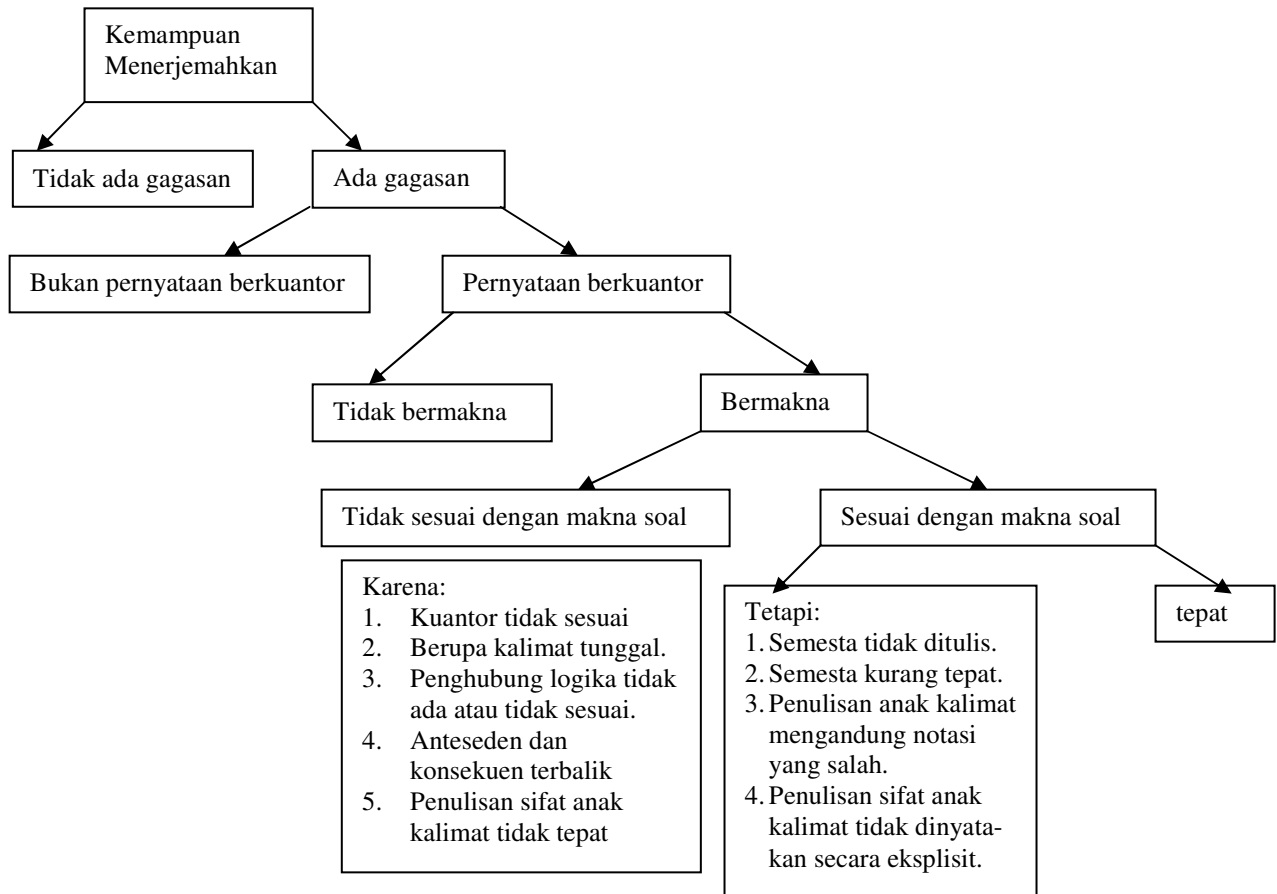 Kemampuan
Menerjemahkan
Tidak ada gagasan
Ada gagasan
Bukan pernyataan berkuantor
Pernyataan berkuantor
Tidak bermakna
Bermakna
Tidak sesuai dengan makna soal
Sesuai dengan makna soal
Karena:
1. Kuantor tidak sesuai
2. Berupa kalimat tunggal.
3. Penghubung logika tidak
ada atau tidak sesuai.
4. Anteseden dan
konsekuen terbalik
5. Penulisan sifat anak
kalimat tidak tepat
Tetapi:
1. Semesta tidak ditulis.
2. Semesta kurang tepat.
3. Penulisan anak kalimat
mengandung notasi
yang salah.
4. Penulisan sifat anak
kalimat tidak dinyata-
kan secara eksplisit.
tepat